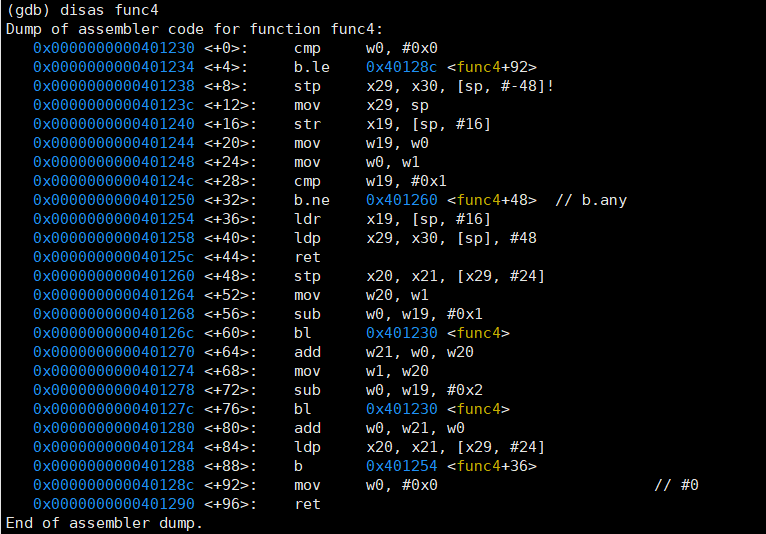 (gdb) disas func4
Dump of assembler code for function func4:
   0x0000000000401230 <+0>:     cmp     w0, #0x0
   0x0000000000401234 <+4>:     b.le    0x40128c <func4+92>
   0x0000000000401238 <+8>:     stp     x29, x30, [sp, #-48]!
   0x000000000040123c <+12>:    mov     x29, sp
   0x0000000000401240 <+16>:    str     x19, [sp, #16]
   0x0000000000401244 <+20>:    mov     w19, w0
   0x0000000000401248 <+24>:    mov     w0, w1
   0x000000000040124c <+28>:    cmp     w19, #0x1
   0x0000000000401250 <+32>:    b.ne    0x401260 <func4+48>  // b.any
   0x0000000000401254 <+36>:    ldr     x19, [sp, #16]
   0x0000000000401258 <+40>:    ldp     x29, x30, [sp], #48
   0x000000000040125c <+44>:    ret
   0x0000000000401260 <+48>:    stp     x20, x21, [x29, #24]
   0x0000000000401264 <+52>:    mov     w20, w1
   0x0000000000401268 <+56>:    sub     w0, w19, #0x1
   0x000000000040126c <+60>:    bl      0x401230 <func4>
   0x0000000000401270 <+64>:    add     w21, w0, w20
   0x0000000000401274 <+68>:    mov     w1, w20
   0x0000000000401278 <+72>:    sub     w0, w19, #0x2
   0x000000000040127c <+76>:    bl      0x401230 <func4>
   0x0000000000401280 <+80>:    add     w0, w21, w0
   0x0000000000401284 <+84>:    ldp     x20, x21, [x29, #24]
   0x0000000000401288 <+88>:    b       0x401254 <func4+36>
   0x000000000040128c <+92>:    mov     w0, #0x0                        // #0
   0x0000000000401290 <+96>:    ret
End of assembler dump.